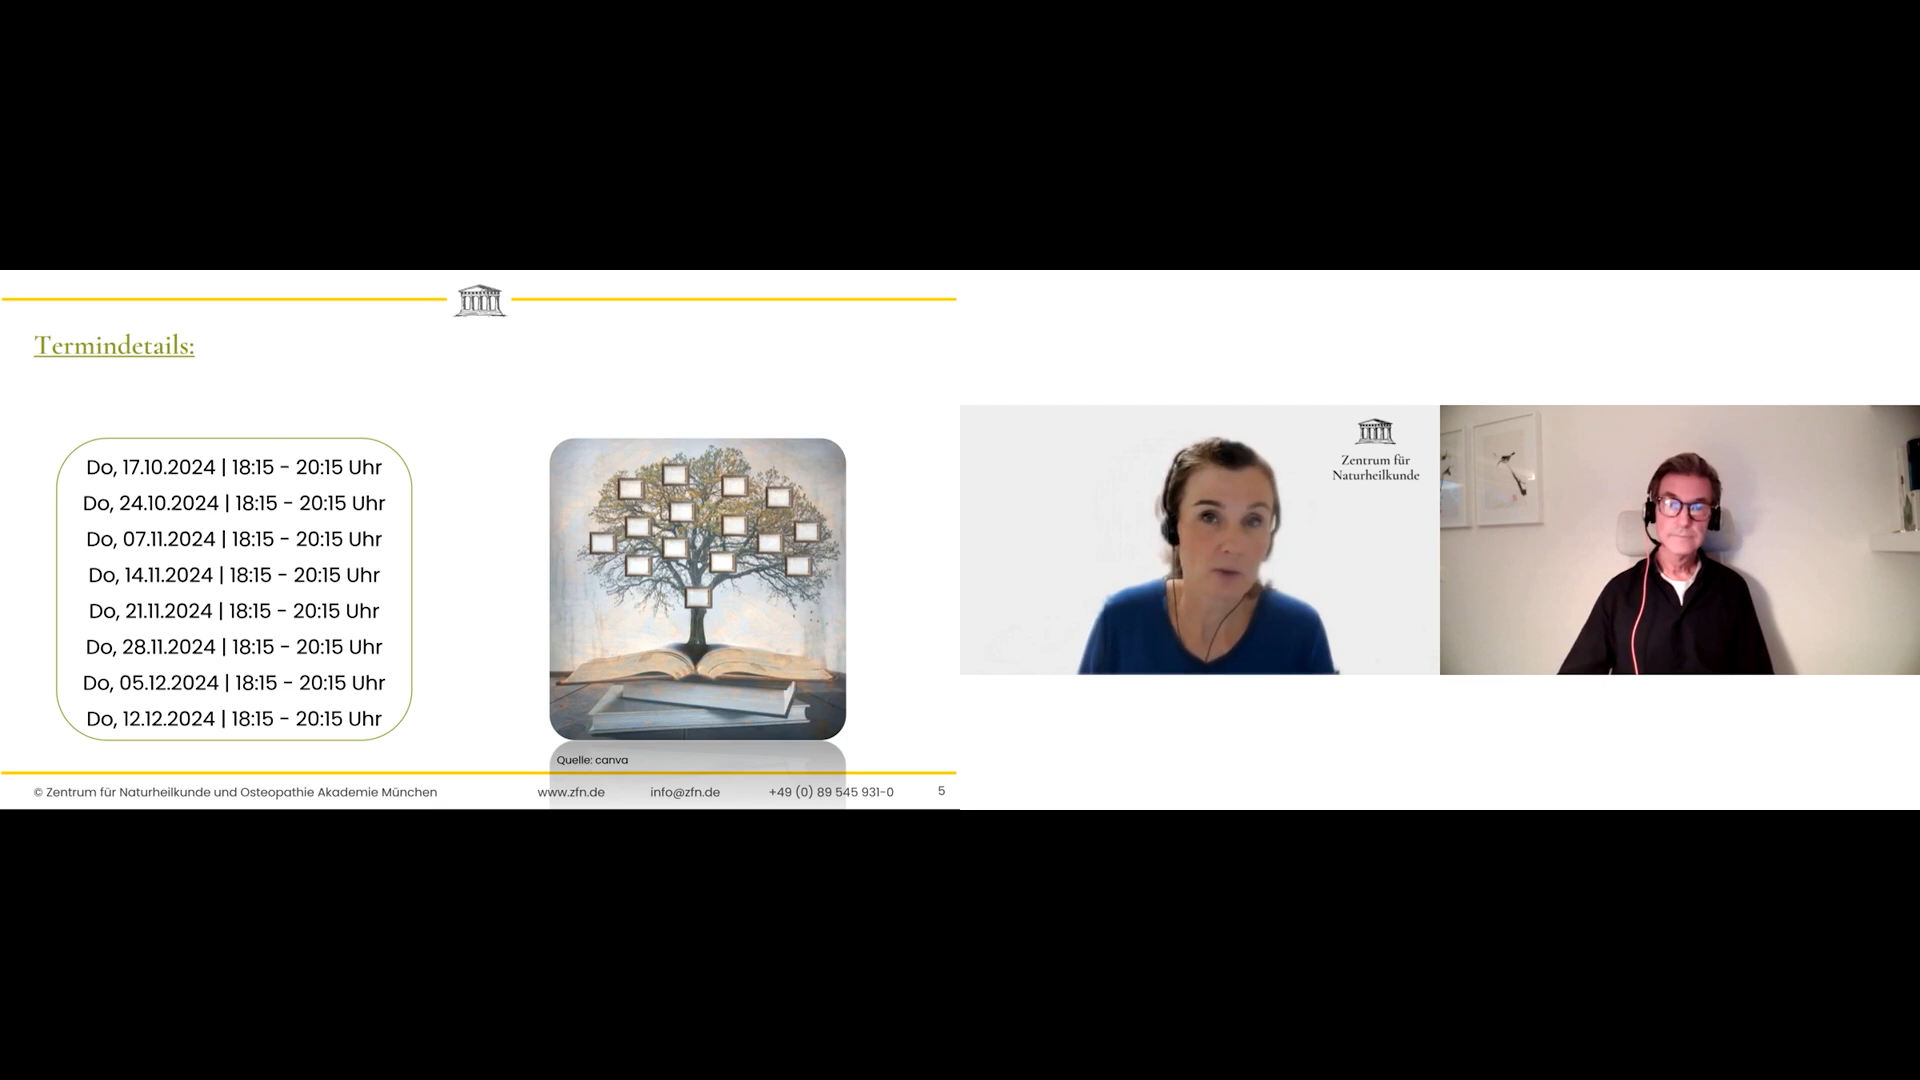 Termindetails:
Do, 17.10.2024 | 18:15 - 20:15 Uhr
Do, 24.10.2024 | 18:15 - 20:15 Uhr
Do, 07.11.2024 | 18:15 - 20:15 Uhr
Do, 14.11.2024 | 18:15 - 20:15 Uhr
Do, 21.11.2024 | 18:15 - 20:15 Uhr
Do, 28.11.2024 | 18:15 - 20:15 Uhr
Do, 05.12.2024 | 18:15 - 20:15 Uhr
Do, 12.12.2024 | 18:15 - 20:15 Uhr
Quelle: canva
© Zentrum für Naturheilkunde und Osteopathie Akademie München www.zfn.de info@zfn.de +49 (0) 89 545 931-0 5
Zentrum für
Naturheilkunde